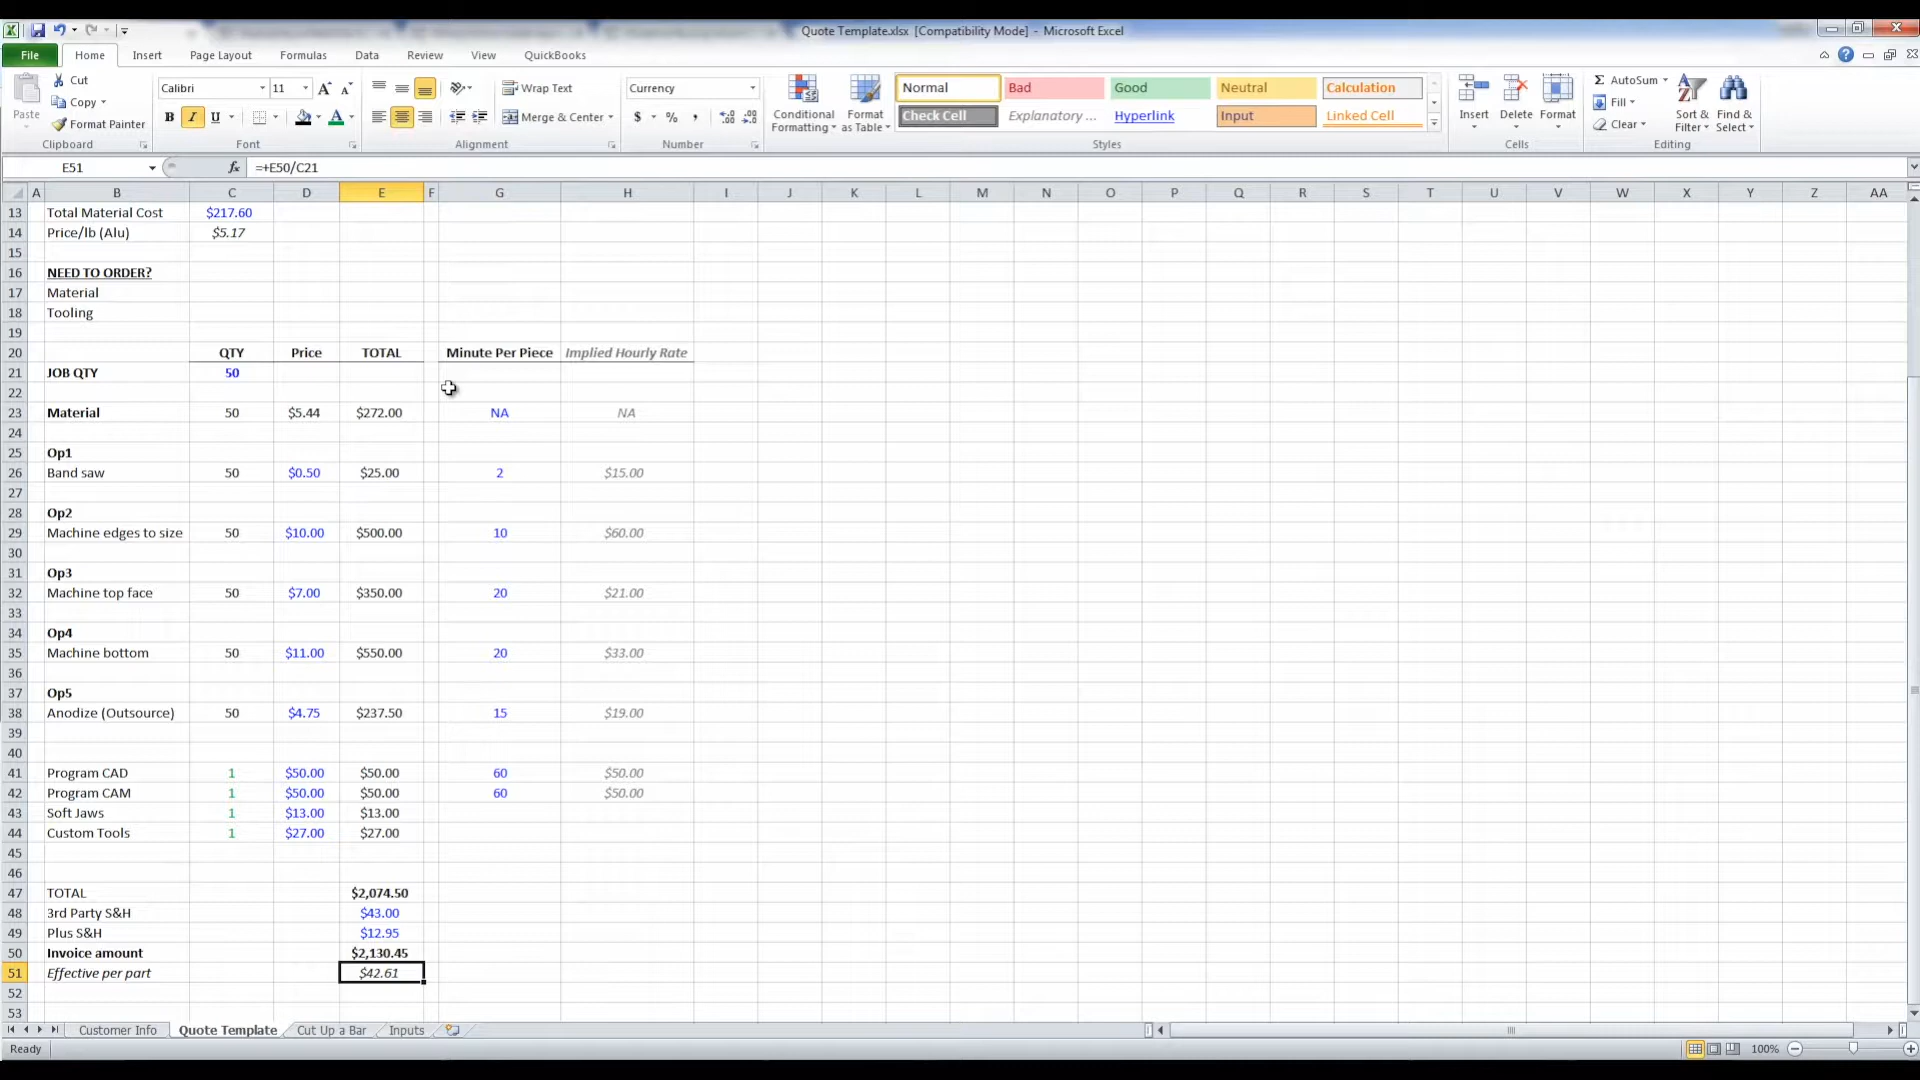 Quote Template.xlsx [Compatibility Mode] - Microsoft Excel
File Home Insert Page Layout Formulas Data Review View QuickBooks
Paste Cut Copy Format Painter Clipboard
Calibri 11 B I U Font
Wrap Text Merge & Center Alignment
Currency $ % , Number
Conditional Formatting Format as Table
Normal Bad Good Neutral Calculation
Check Cell Explanatory ... Hyperlink Input Linked Cell
Styles
Insert Delete Format Cells
AutoSum Fill Clear Sort & Filter Find & Select Editing
E51 fx =+E50/C21
A B C D E F G H I J K L M N O P Q R S T U V W X Y Z AA
13 Total Material Cost $217.60
14 Price/lb (Alu) $5.17
15
16 NEED TO ORDER?
17 Material
18 Tooling
19
20 QTY Price TOTAL Minute Per Piece Implied Hourly Rate
21 JOB QTY 50
22
23 Material 50 $5.44 $272.00 NA NA
24
25 Op1
26 Band saw 50 $0.50 $25.00 2 $15.00
27
28 Op2
29 Machine edges to size 50 $10.00 $500.00 10 $60.00
30
31 Op3
32 Machine top face 50 $7.00 $350.00 20 $21.00
33
34 Op4
35 Machine bottom 50 $11.00 $550.00 20 $33.00
36
37 Op5
38 Anodize (Outsource) 50 $4.75 $237.50 15 $19.00
39
40
41 Program CAD 1 $50.00 $50.00 60 $50.00
42 Program CAM 1 $50.00 $50.00 60 $50.00
43 Soft Jaws 1 $13.00 $13.00
44 Custom Tools 1 $27.00 $27.00
45
46
47 TOTAL $2,074.50
48 3rd Party S&H $43.00
49 Plus S&H $12.95
50 Invoice amount $2,130.45
51 Effective per part $42.61
52
53
Customer Info Quote Template Cut Up a Bar Inputs
Ready 100%